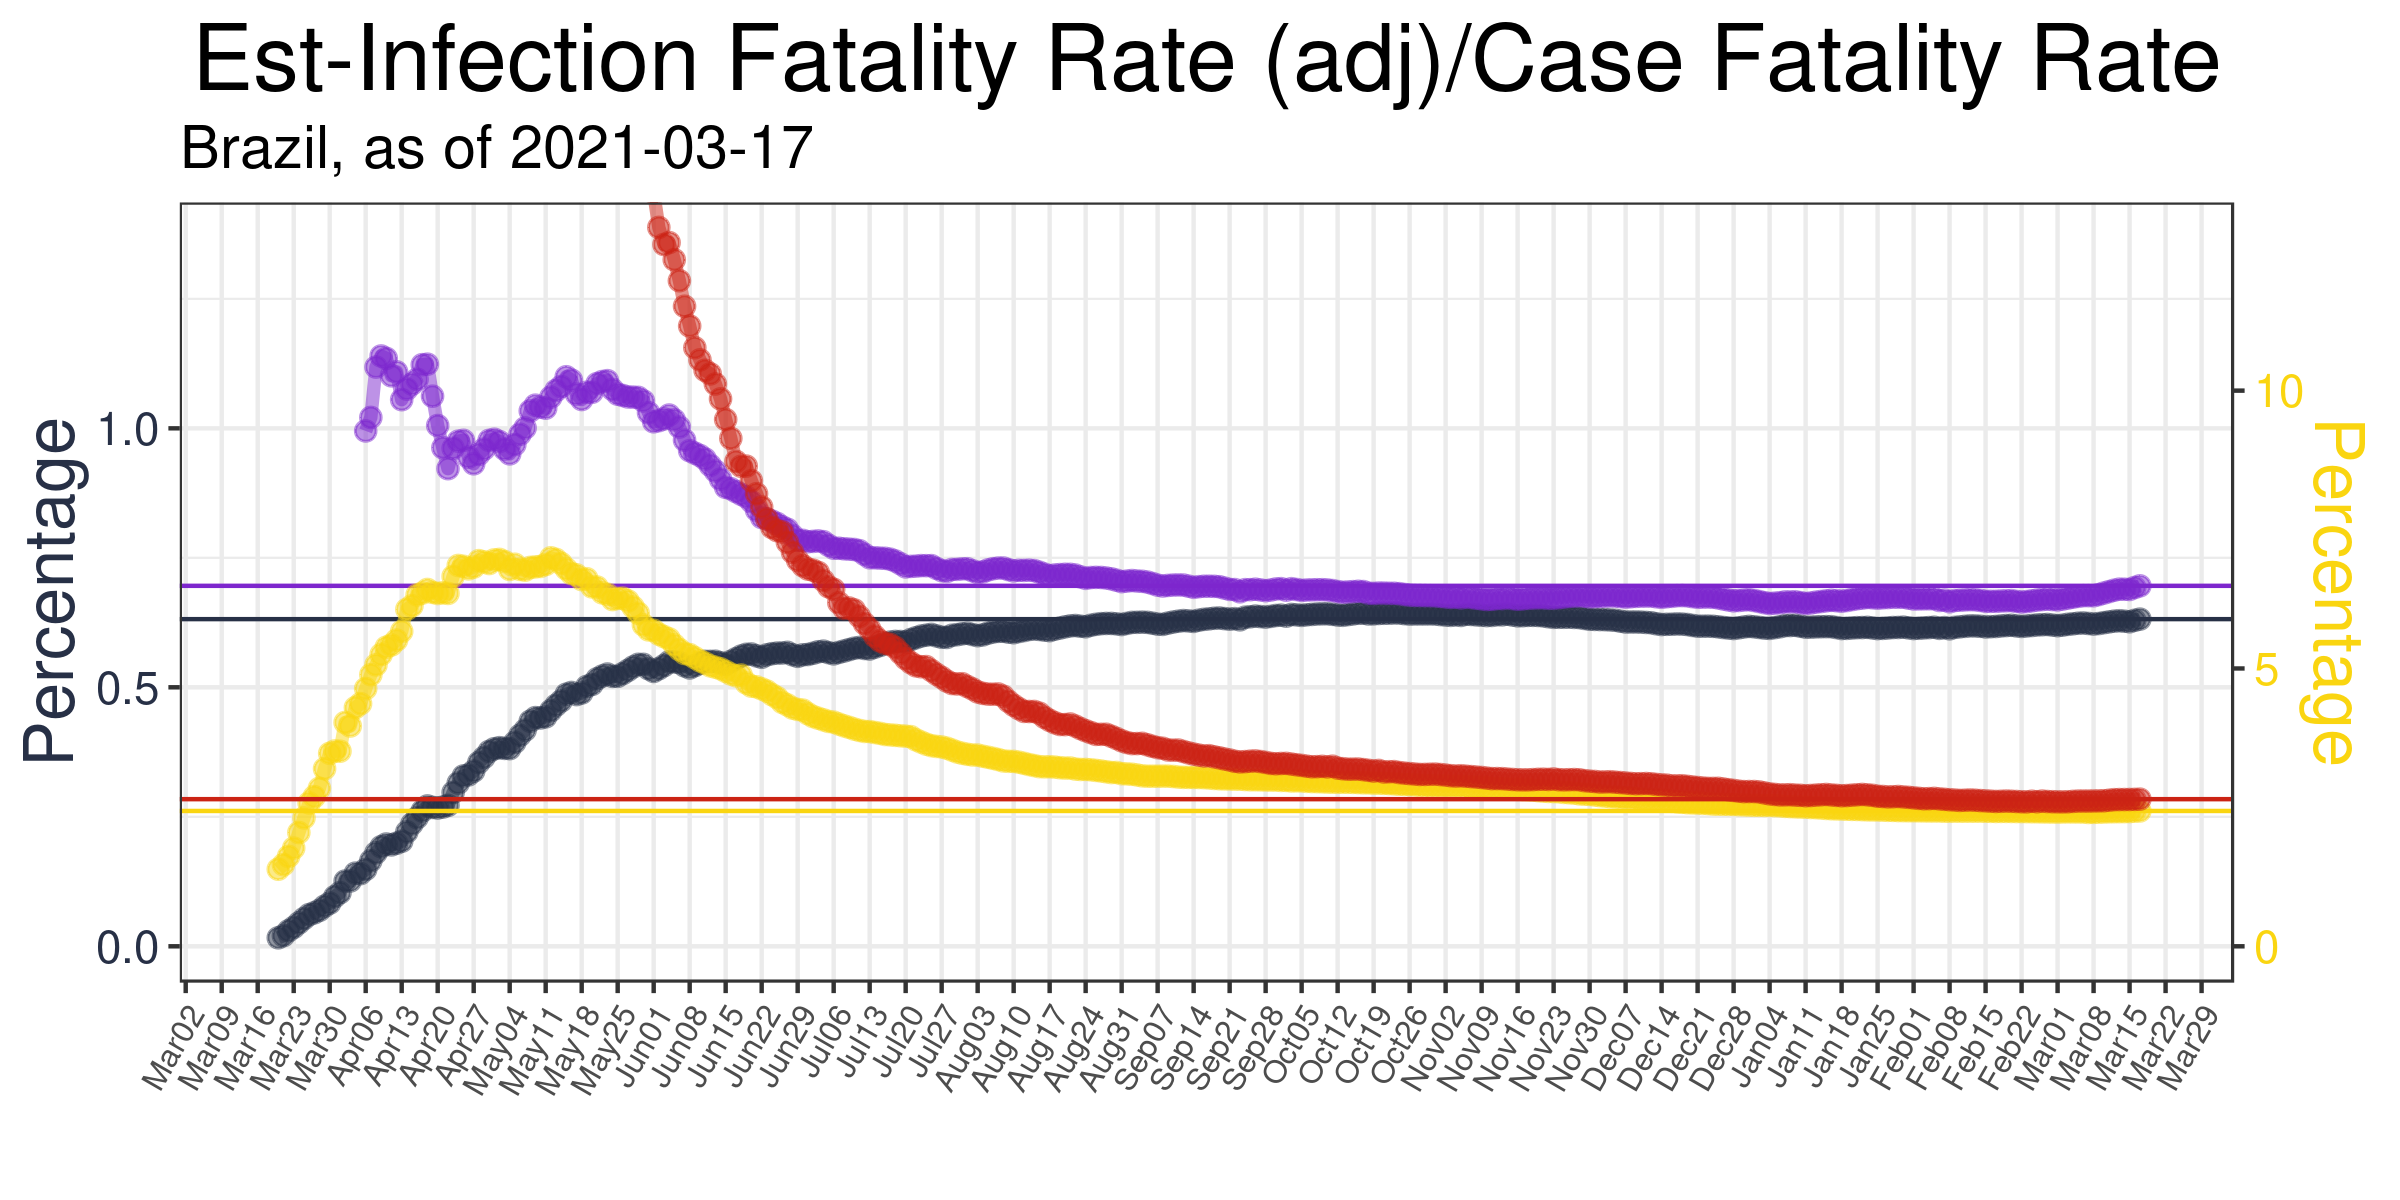 Est-Infection Fatality Rate (adj)/Case Fatality Rate
Brazil, as of 2021-03-17
Percentage
1.0
0.5
0.0
10
5
0
Percentage
Mar02
Mar09
Mar16
Mar23
Mar30
Apr06
Apr13
Apr20
Apr27
May04
May11
May18
May25
Jun01
Jun08
Jun15
Jun22
Jun29
Jul06
Jul13
Jul20
Jul27
Aug03
Aug10
Aug17
Aug24
Aug31
Sep07
Sep14
Sep21
Sep28
Oct05
Oct12
Oct19
Oct26
Nov02
Nov09
Nov16
Nov23
Nov30
Dec07
Dec14
Dec21
Dec28
Jan04
Jan11
Jan18
Jan25
Feb01
Feb08
Feb15
Feb22
Mar01
Mar08
Mar15
Mar22
Mar29